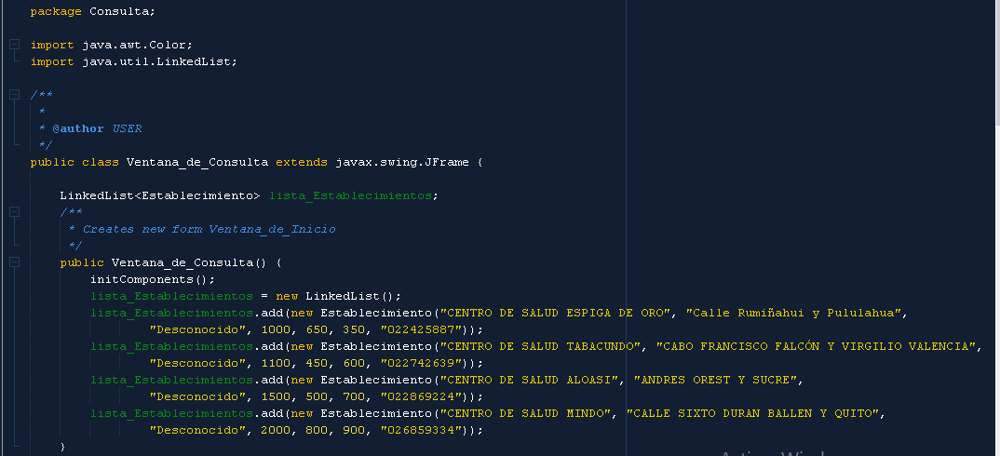 package Consulta;
import java.awt.Color;
import java.util.LinkedList;
/**
*
* @author USER
*/
public class Ventana_de_Consulta extends javax.swing.JFrame {
LinkedList<Establecimiento> lista_Establecimientos;
/**
* Creates new form Ventana_de_Inicio
*/
public Ventana_de_Consulta() {
initComponents();
lista_Establecimientos = new LinkedList();
lista_Establecimientos.add(new Establecimiento("CENTRO DE SALUD ESPIGA DE ORO", "Calle Rumiñahui y Pululahua",
"Desconocido", 1000, 650, 350, "022425887"));
lista_Establecimientos.add(new Establecimiento("CENTRO DE SALUD TABACUNDO", "CABO FRANCISCO FALCÓN Y VIRGILIO VALENCIA",
"Desconocido", 1100, 450, 600, "022742639"));
lista_Establecimientos.add(new Establecimiento("CENTRO DE SALUD ALOASI", "ANDRES OREST Y SUCRE",
"Desconocido", 1500, 500, 700, "022869224"));
lista_Establecimientos.add(new Establecimiento("CENTRO DE SALUD MINDO", "CALLE SIXTO DURAN BALLEN Y QUITO",
"Desconocido", 2000, 800, 900, "026859334"));
}